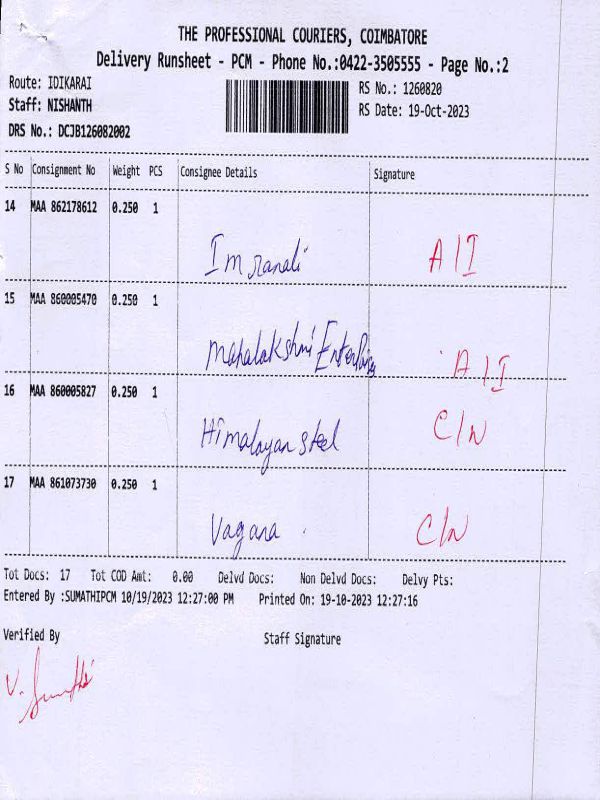 THE PROFESSIONAL COURIERS, COIMBATORE
Delivery Runsheet - PCM - Phone No.:0422-3505555 - Page No.:2
Route: IDIKARAI
RS No.: 1260820
Staff: NISHANTH
RS Date: 19-Oct-2023
DRS No.: DCJB126082002
S No Consignment No Weight PCS Consignee Details Signature
14 MAA 862178612 0.250 1
Imranali A/I
15 MAA 860005470 0.250 1
Mahalakshmi Enterprises A/I
16 MAA 860005827 0.250 1
Himalayan steel C/N
17 MAA 861073730 0.250 1
Vagara C/N
Tot Docs: 17 Tot COD Amt: 0.00 Delvd Docs: Non Delvd Docs: Delvy Pts:
Entered By :SUMATHIPCM 10/19/2023 12:27:00 PM Printed On: 19-10-2023 12:27:16
Verified By Staff Signature